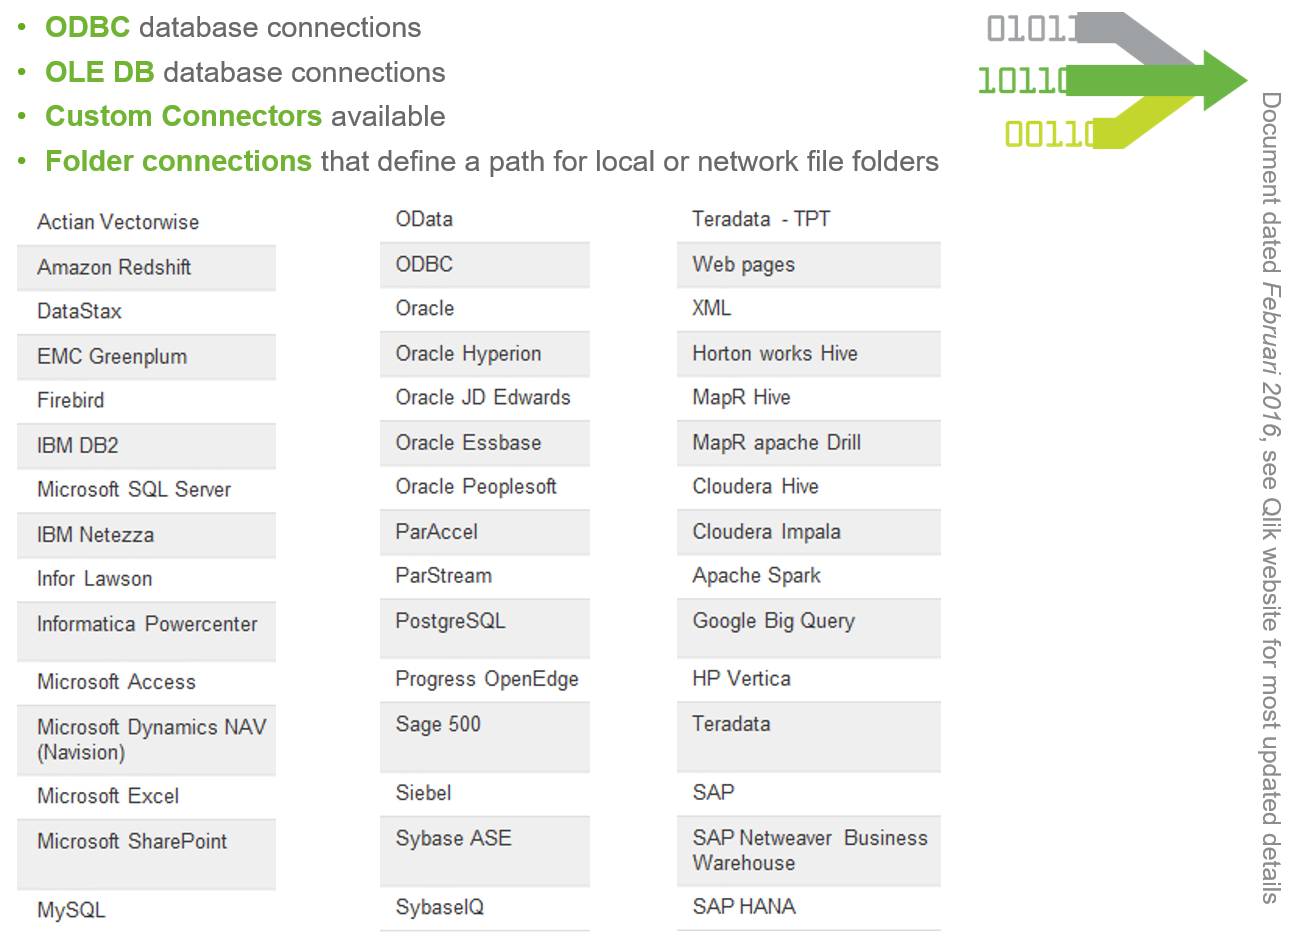 • ODBC database connections
• OLE DB database connections
• Custom Connectors available
• Folder connections that define a path for local or network file folders
01011
10110
00110
Actian Vectorwise
Amazon Redshift
DataStax
EMC Greenplum
Firebird
IBM DB2
Microsoft SQL Server
IBM Netezza
Infor Lawson
Informatica Powercenter
Microsoft Access
Microsoft Dynamics NAV
(Navision)
Microsoft Excel
Microsoft SharePoint
MySQL
OData
ODBC
Oracle
Oracle Hyperion
Oracle JD Edwards
Oracle Essbase
Oracle Peoplesoft
ParAccel
ParStream
PostgreSQL
Progress OpenEdge
Sage 500
Siebel
Sybase ASE
SybaseIQ
Teradata - TPT
Web pages
XML
Horton works Hive
MapR Hive
MapR apache Drill
Cloudera Hive
Cloudera Impala
Apache Spark
Google Big Query
HP Vertica
Teradata
SAP
SAP Netweaver Business
Warehouse
SAP HANA
Document dated Februari 2016, see Qlik website for most updated details